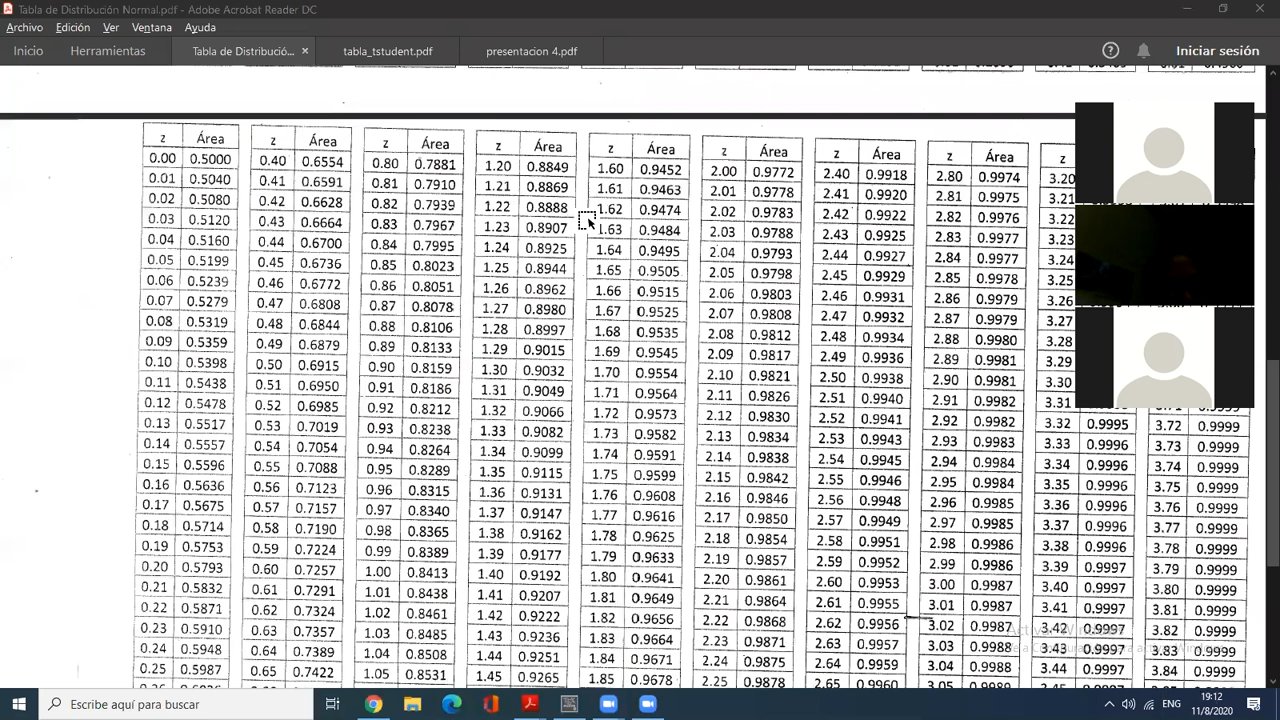 Tabla de Distribución Normal.pdf - Adobe Acrobat Reader DC
Archivo Edición Ver Ventana Ayuda
Inicio Herramientas Tabla de Distribució... × tabla_tstudent.pdf presentacion 4.pdf Iniciar sesión
z Área z Área z Área z Área z Área z Área z Área z Área z
0.00 0.5000 0.40 0.6554 0.80 0.7881 1.20 0.8849 1.60 0.9452 2.00 0.9772 2.40 0.9918 2.80 0.9974 3.20
0.01 0.5040 0.41 0.6591 0.81 0.7910 1.21 0.8869 1.61 0.9463 2.01 0.9778 2.41 0.9920 2.81 0.9975 3.21
0.02 0.5080 0.42 0.6628 0.82 0.7939 1.22 0.8888 1.62 0.9474 2.02 0.9783 2.42 0.9922 2.82 0.9976 3.22
0.03 0.5120 0.43 0.6664 0.83 0.7967 1.23 0.8907 1.63 0.9484 2.03 0.9788 2.43 0.9925 2.83 0.9977 3.23
0.04 0.5160 0.44 0.6700 0.84 0.7995 1.24 0.8925 1.64 0.9495 2.04 0.9793 2.44 0.9927 2.84 0.9977 3.24
0.05 0.5199 0.45 0.6736 0.85 0.8023 1.25 0.8944 1.65 0.9505 2.05 0.9798 2.45 0.9929 2.85 0.9978 3.25
0.06 0.5239 0.46 0.6772 0.86 0.8051 1.26 0.8962 1.66 0.9515 2.06 0.9803 2.46 0.9931 2.86 0.9979 3.26
0.07 0.5279 0.47 0.6808 0.87 0.8078 1.27 0.8980 1.67 0.9525 2.07 0.9808 2.47 0.9932 2.87 0.9979 3.27
0.08 0.5319 0.48 0.6844 0.88 0.8106 1.28 0.8997 1.68 0.9535 2.08 0.9812 2.48 0.9934 2.88 0.9980 3.28
0.09 0.5359 0.49 0.6879 0.89 0.8133 1.29 0.9015 1.69 0.9545 2.09 0.9817 2.49 0.9936 2.89 0.9981 3.29
0.10 0.5398 0.50 0.6915 0.90 0.8159 1.30 0.9032 1.70 0.9554 2.10 0.9821 2.50 0.9938 2.90 0.9981 3.30
0.11 0.5438 0.51 0.6950 0.91 0.8186 1.31 0.9049 1.71 0.9564 2.11 0.9826 2.51 0.9940 2.91 0.9982 3.31
0.12 0.5478 0.52 0.6985 0.92 0.8212 1.32 0.9066 1.72 0.9573 2.12 0.9830 2.52 0.9941 2.92 0.9982 3.32 0.9995 3.72 0.9999
0.13 0.5517 0.53 0.7019 0.93 0.8238 1.33 0.9082 1.73 0.9582 2.13 0.9834 2.53 0.9943 2.93 0.9983 3.33 0.9996 3.73 0.9999
0.14 0.5557 0.54 0.7054 0.94 0.8264 1.34 0.9099 1.74 0.9591 2.14 0.9838 2.54 0.9945 2.94 0.9984 3.34 0.9996 3.74 0.9999
0.15 0.5596 0.55 0.7088 0.95 0.8289 1.35 0.9115 1.75 0.9599 2.15 0.9842 2.55 0.9946 2.95 0.9984 3.35 0.9996 3.75 0.9999
0.16 0.5636 0.56 0.7123 0.96 0.8315 1.36 0.9131 1.76 0.9608 2.16 0.9846 2.56 0.9948 2.96 0.9985 3.36 0.9996 3.76 0.9999
0.17 0.5675 0.57 0.7157 0.97 0.8340 1.37 0.9147 1.77 0.9616 2.17 0.9850 2.57 0.9949 2.97 0.9985 3.37 0.9996 3.77 0.9999
0.18 0.5714 0.58 0.7190 0.98 0.8365 1.38 0.9162 1.78 0.9625 2.18 0.9854 2.58 0.9951 2.98 0.9986 3.38 0.9996 3.78 0.9999
0.19 0.5753 0.59 0.7224 0.99 0.8389 1.39 0.9177 1.79 0.9633 2.19 0.9857 2.59 0.9952 2.99 0.9986 3.39 0.9997 3.79 0.9999
0.20 0.5793 0.60 0.7257 1.00 0.8413 1.40 0.9192 1.80 0.9641 2.20 0.9861 2.60 0.9953 3.00 0.9987 3.40 0.9997 3.80 0.9999
0.21 0.5832 0.61 0.7291 1.01 0.8438 1.41 0.9207 1.81 0.9649 2.21 0.9864 2.61 0.9955 3.01 0.9987 3.41 0.9997 3.81 0.9999
0.22 0.5871 0.62 0.7324 1.02 0.8461 1.42 0.9222 1.82 0.9656 2.22 0.9868 2.62 0.9956 3.02 0.9987 3.42 0.9997 3.82 0.9999
0.23 0.5910 0.63 0.7357 1.03 0.8485 1.43 0.9236 1.83 0.9664 2.23 0.9871 2.63 0.9957 3.03 0.9988 0.9997 3.83 0.9999
0.24 0.5948 0.64 0.7389 1.04 0.8508 1.44 0.9251 1.84 0.9671 2.24 0.9875 2.64 0.9959 3.04 0.9988 3.44 0.9997 3.84 0.9999
0.25 0.5987 0.65 0.7422 1.05 0.8531 1.45 0.9265 1.85 0.9678 2.25 0.9878 2.65 0.9960
Escribe aquí para buscar
ENG
19:12
11/8/2020